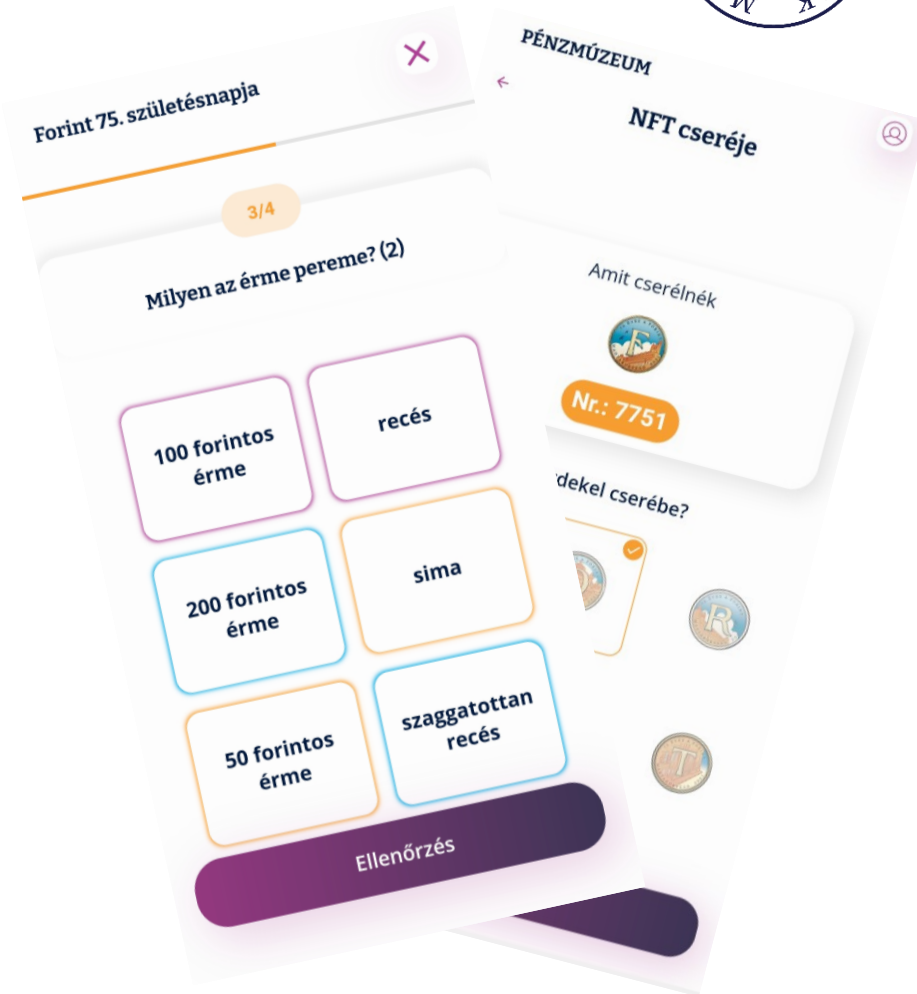 Forint 75. születésnapja
3/4
Milyen az érme pereme? (2)
100 forintos
érme
recés
200 forintos
érme
sima
50 forintos
érme
szaggatottan
recés
Ellenőrzés
PÉNZMÚZEUM
NFT cseréje
Amit cserélnék
F
Nr.: 7751
dekel cserébe?
R
T
M K